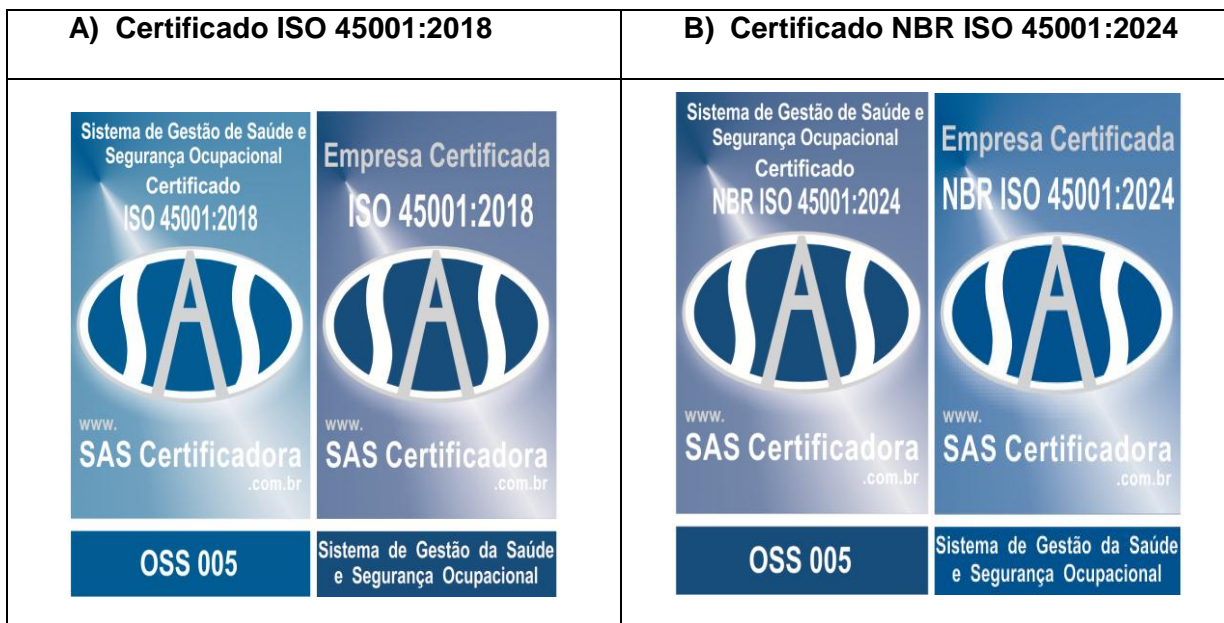 A) Certificado ISO 45001:2018
B) Certificado NBR ISO 45001:2024
Sistema de Gestão de Saúde e
Segurança Ocupacional
Certificado
ISO 45001:2018
SAS
www.
SAS Certificadora
.com.br
OSS 005
Empresa Certificada
ISO 45001:2018
SAS
www.
SAS Certificadora
.com.br
Sistema de Gestão da Saúde
e Segurança Ocupacional
Sistema de Gestão de Saúde e
Segurança Ocupacional
Certificado
NBR ISO 45001:2024
SAS
www.
SAS Certificadora
.com.br
OSS 005
Empresa Certificada
NBR ISO 45001:2024
SAS
www.
SAS Certificadora
.com.br
Sistema de Gestão da Saúde
e Segurança Ocupacional